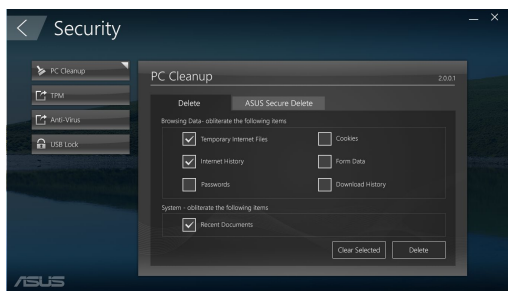 Security
PC Cleanup
TPM
Anti-Virus
USB Lock
PC Cleanup 2.0.0.1
Delete ASUS Secure Delete
Browsing Data- obliterate the following items
Temporary Internet Files Cookies
Internet History Form Data
Passwords Download History
System - obliterate the following items
Recent Documents
Clear Selected Delete
ASUS